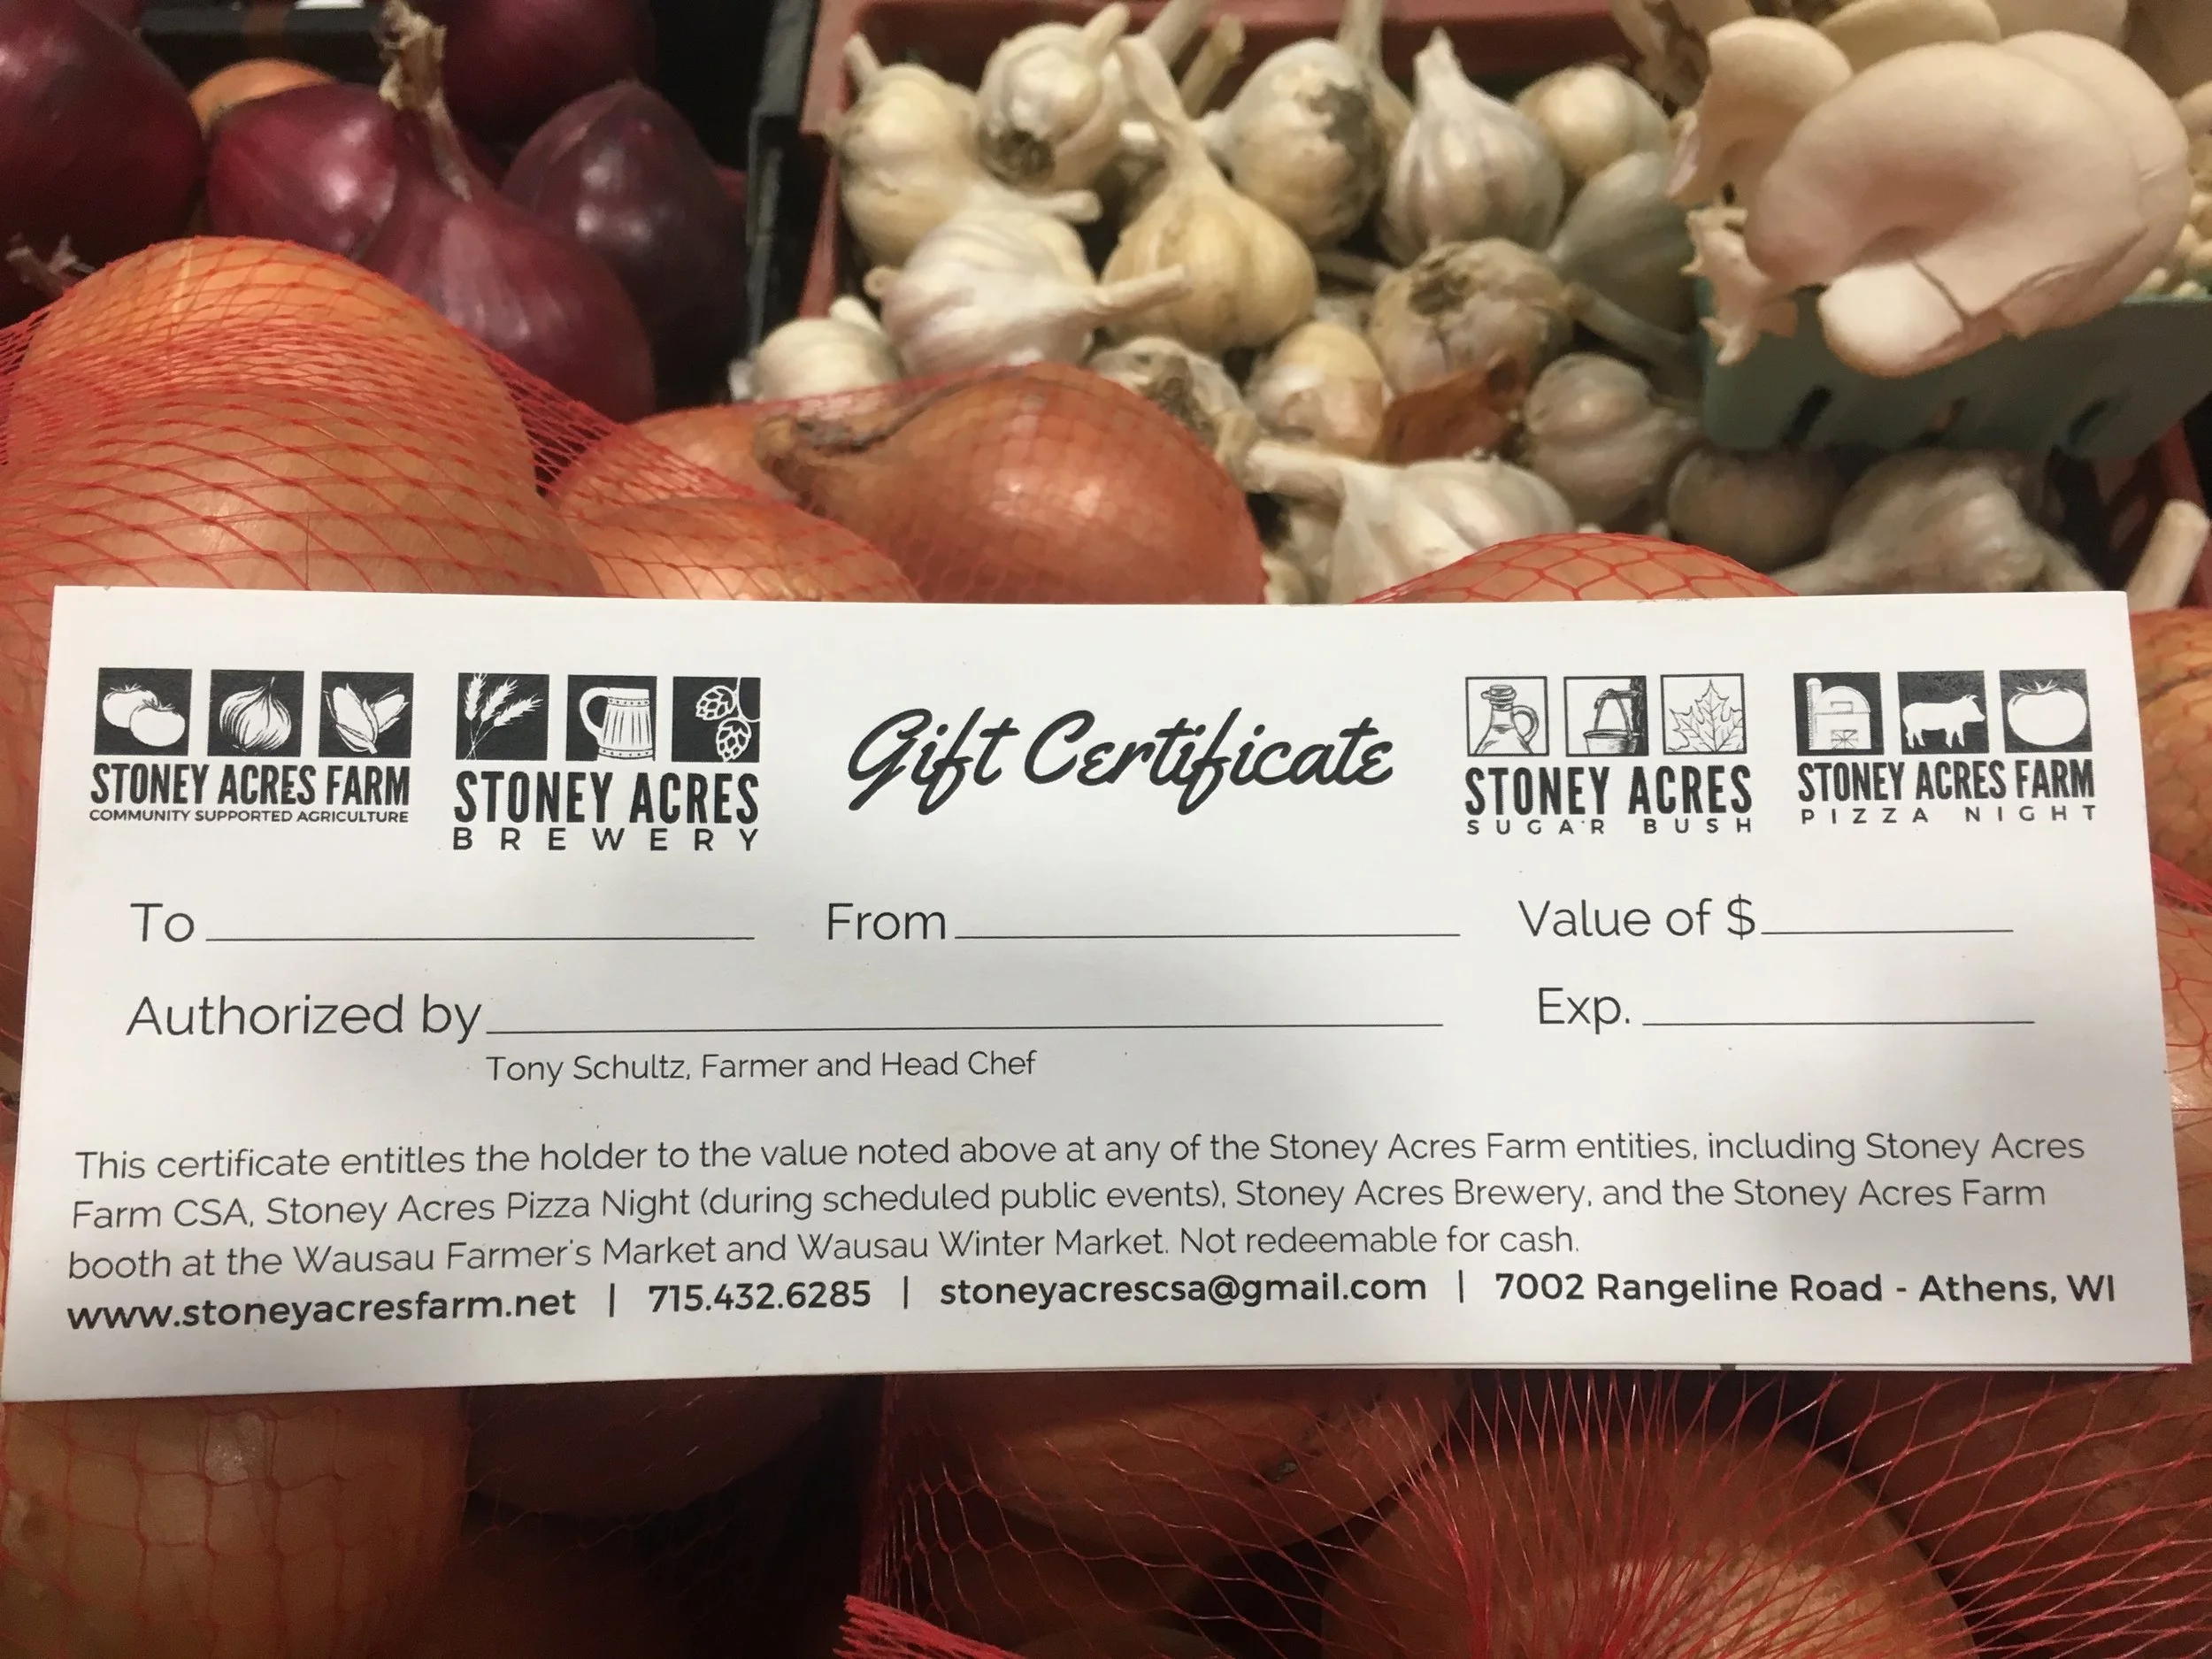 STONEY ACRES FARM
COMMUNITY SUPPORTED AGRICULTURE
STONEY ACRES
BREWERY
Gift Certificate
STONEY ACRES
SUGAR BUSH
STONEY ACRES FARM
PIZZA NIGHT
To
From
Value of $
Authorized by
Exp.
Tony Schultz, Farmer and Head Chef
This certificate entitles the holder to the value noted above at any of the Stoney Acres Farm entities, including Stoney Acres
Farm CSA, Stoney Acres Pizza Night (during scheduled public events), Stoney Acres Brewery, and the Stoney Acres Farm
booth at the Wausau Farmer's Market and Wausau Winter Market. Not redeemable for cash.
www.stoneyacresfarm.net | 715.432.6285 | stoneyacrescsa@gmail.com | 7002 Rangeline Road - Athens, WI